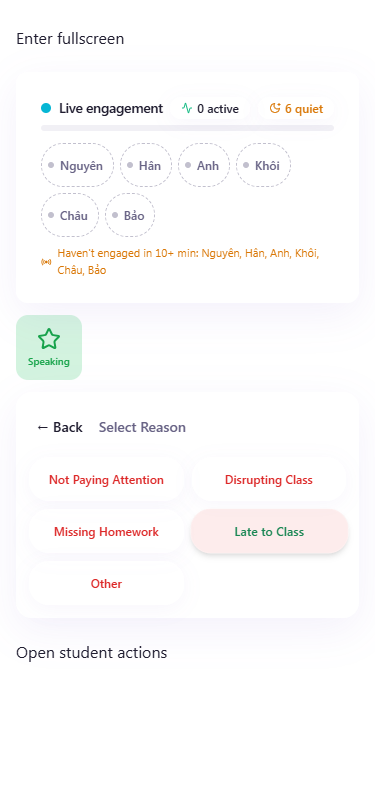 Enter fullscreen
Live engagement
0 active
6 quiet
Nguyên
Hân
Anh
Khôi
Châu
Bảo
Haven't engaged in 10+ min: Nguyên, Hân, Anh, Khôi,
Châu, Bảo
Speaking
← Back
Select Reason
Not Paying Attention
Disrupting Class
Missing Homework
Late to Class
Other
Open student actions